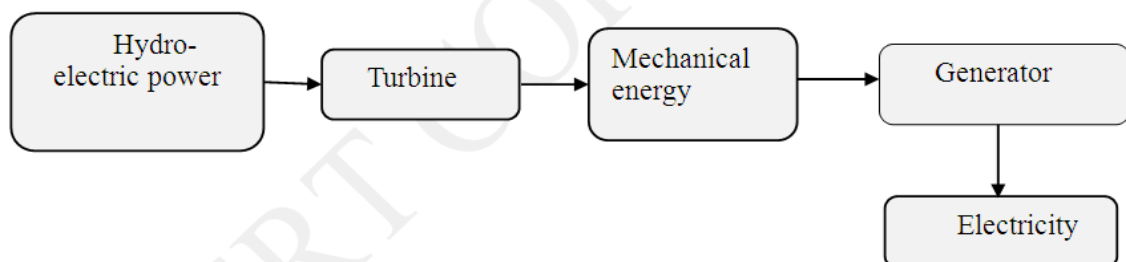 Hydro-
electric power
Turbine
Mechanical
energy
Generator
Electricity